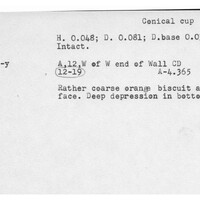 Conical cup
H. 0.048; D. 0.081; D.base 0.0
Intact.
-y
A,12,W of W end of Wall CD
(12-19) A-4.365
Rather coarse orange biscuit a
face. Deep depression in botto